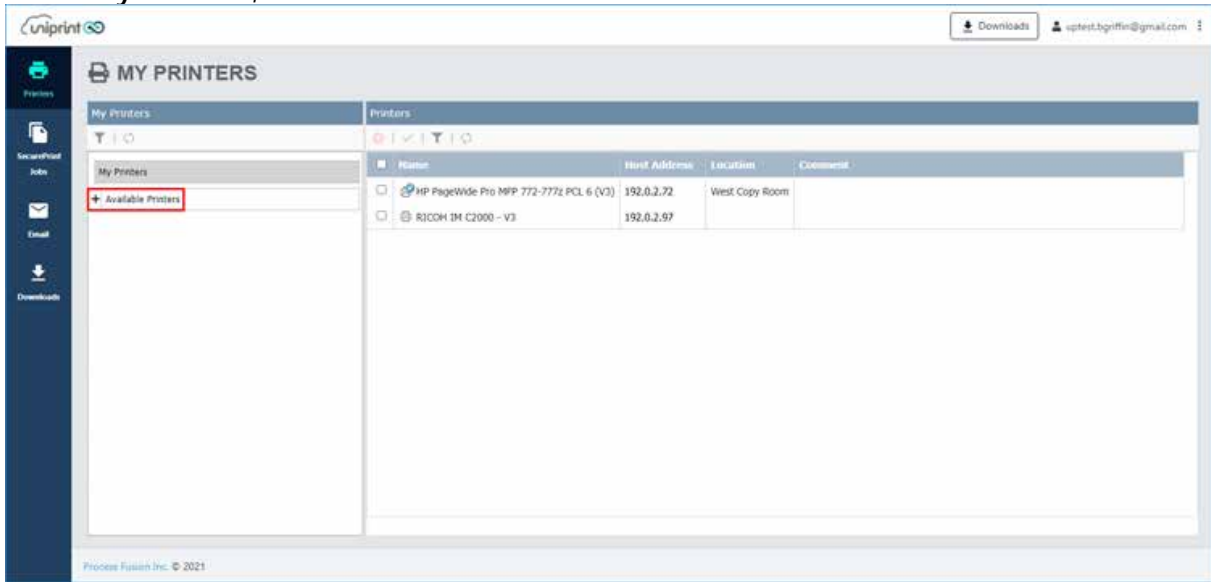 uniprint
Downloads
uptest.bgriffin@gmail.com
Printers
MY PRINTERS
My Printers
Printers
SecurePrint
Jobs
My Printers
Name Host Address Location Comment
+ Available Printers
HP PageWide Pro MFP 772-777z PCL 6 (V3) 192.0.2.72 West Copy Room
RICOH IM C2000 - V3 192.0.2.97
Email
Downloads
Process Fusion Inc. © 2021